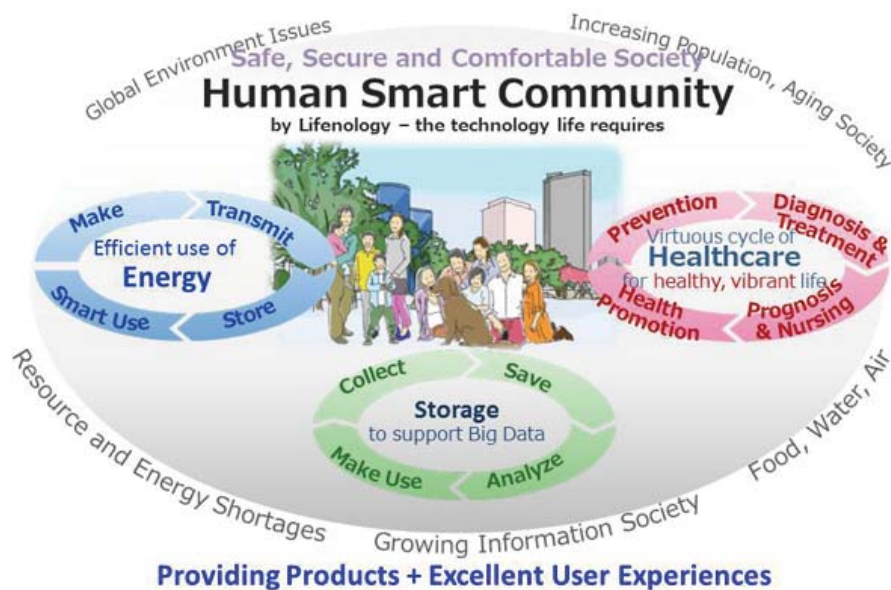 Global Environment Issues
Increasing Population, Aging Society
Safe, Secure and Comfortable Society
Human Smart Community
by Lifenology – the technology life requires
Make
Transmit
Efficient use of
Energy
Smart Use
Store
Prevention
Diagnosis &
Treatment
Virtuous cycle of
Healthcare
for healthy, vibrant life
Health
Promotion
Prognosis
& Nursing
Collect
Save
Storage
to support Big Data
Make Use
Analyze
Resource and Energy Shortages
Growing Information Society
Food, Water, Air
Providing Products + Excellent User Experiences